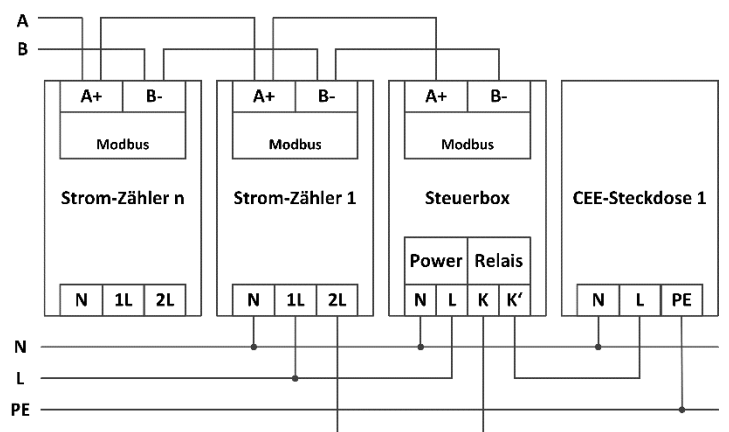 A
B
A+ B- A+ B- A+ B-
Modbus Modbus Modbus
Strom-Zähler n Strom-Zähler 1 Steuerbox CEE-Steckdose 1
Power Relais
N 1L 2L N 1L 2L N L K K‘ N L PE
N
L
PE